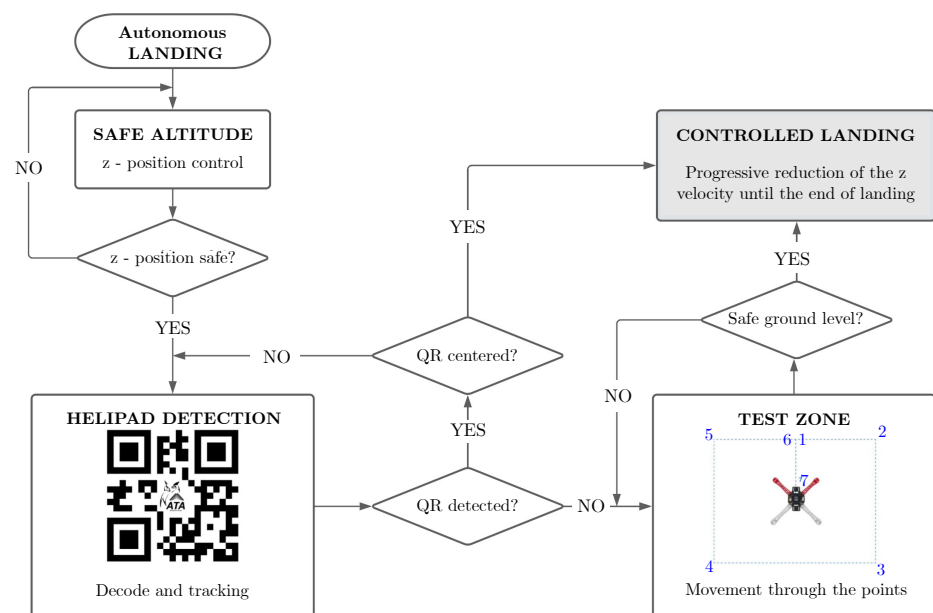 Autonomous
LANDING
SAFE ALTITUDE
z - position control
NO
z - position safe?
YES
CONTROLLED LANDING
Progressive reduction of the z
velocity until the end of landing
YES
YES
Safe ground level?
NO
QR centered?
NO
YES
HELIPAD DETECTION
ATA
Decode and tracking
QR detected?
NO
TEST ZONE
5
6
1
2
7
4
3
Movement through the points